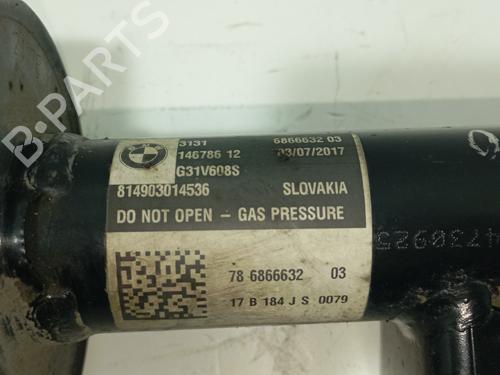 B-PARTS
3131 6866632 03
146786 12 03/07/2017
G31V608S
814903014536 SLOVAKIA
DO NOT OPEN - GAS PRESSURE
78 6866632 03
17 B 184 J S 0079
4730925